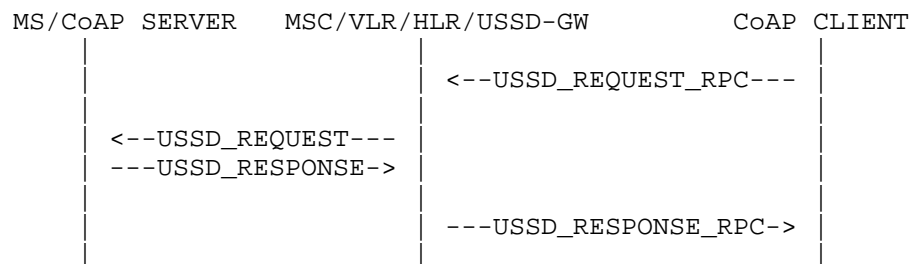 MS/CoAP SERVER MSC/VLR/HLR/USSD-GW CoAP CLIENT
<--USSD_REQUEST_RPC---
<--USSD_REQUEST---
---USSD_RESPONSE->
---USSD_RESPONSE_RPC->